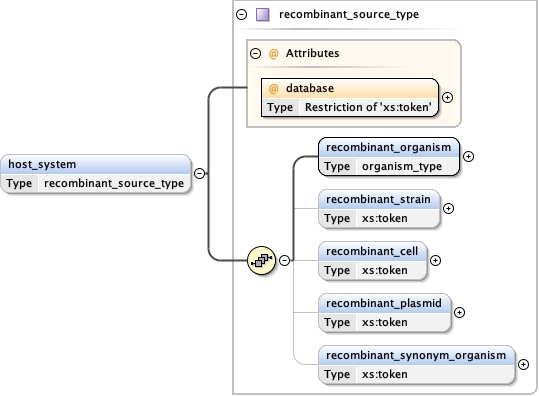 recombinant_source_type
@ Attributes
@ database
Type Restriction of 'xs:token'
host_system
Type recombinant_source_type
recombinant_organism
Type organism_type
recombinant_strain
Type xs:token
recombinant_cell
Type xs:token
recombinant_plasmid
Type xs:token
recombinant_synonym_organism
Type xs:token